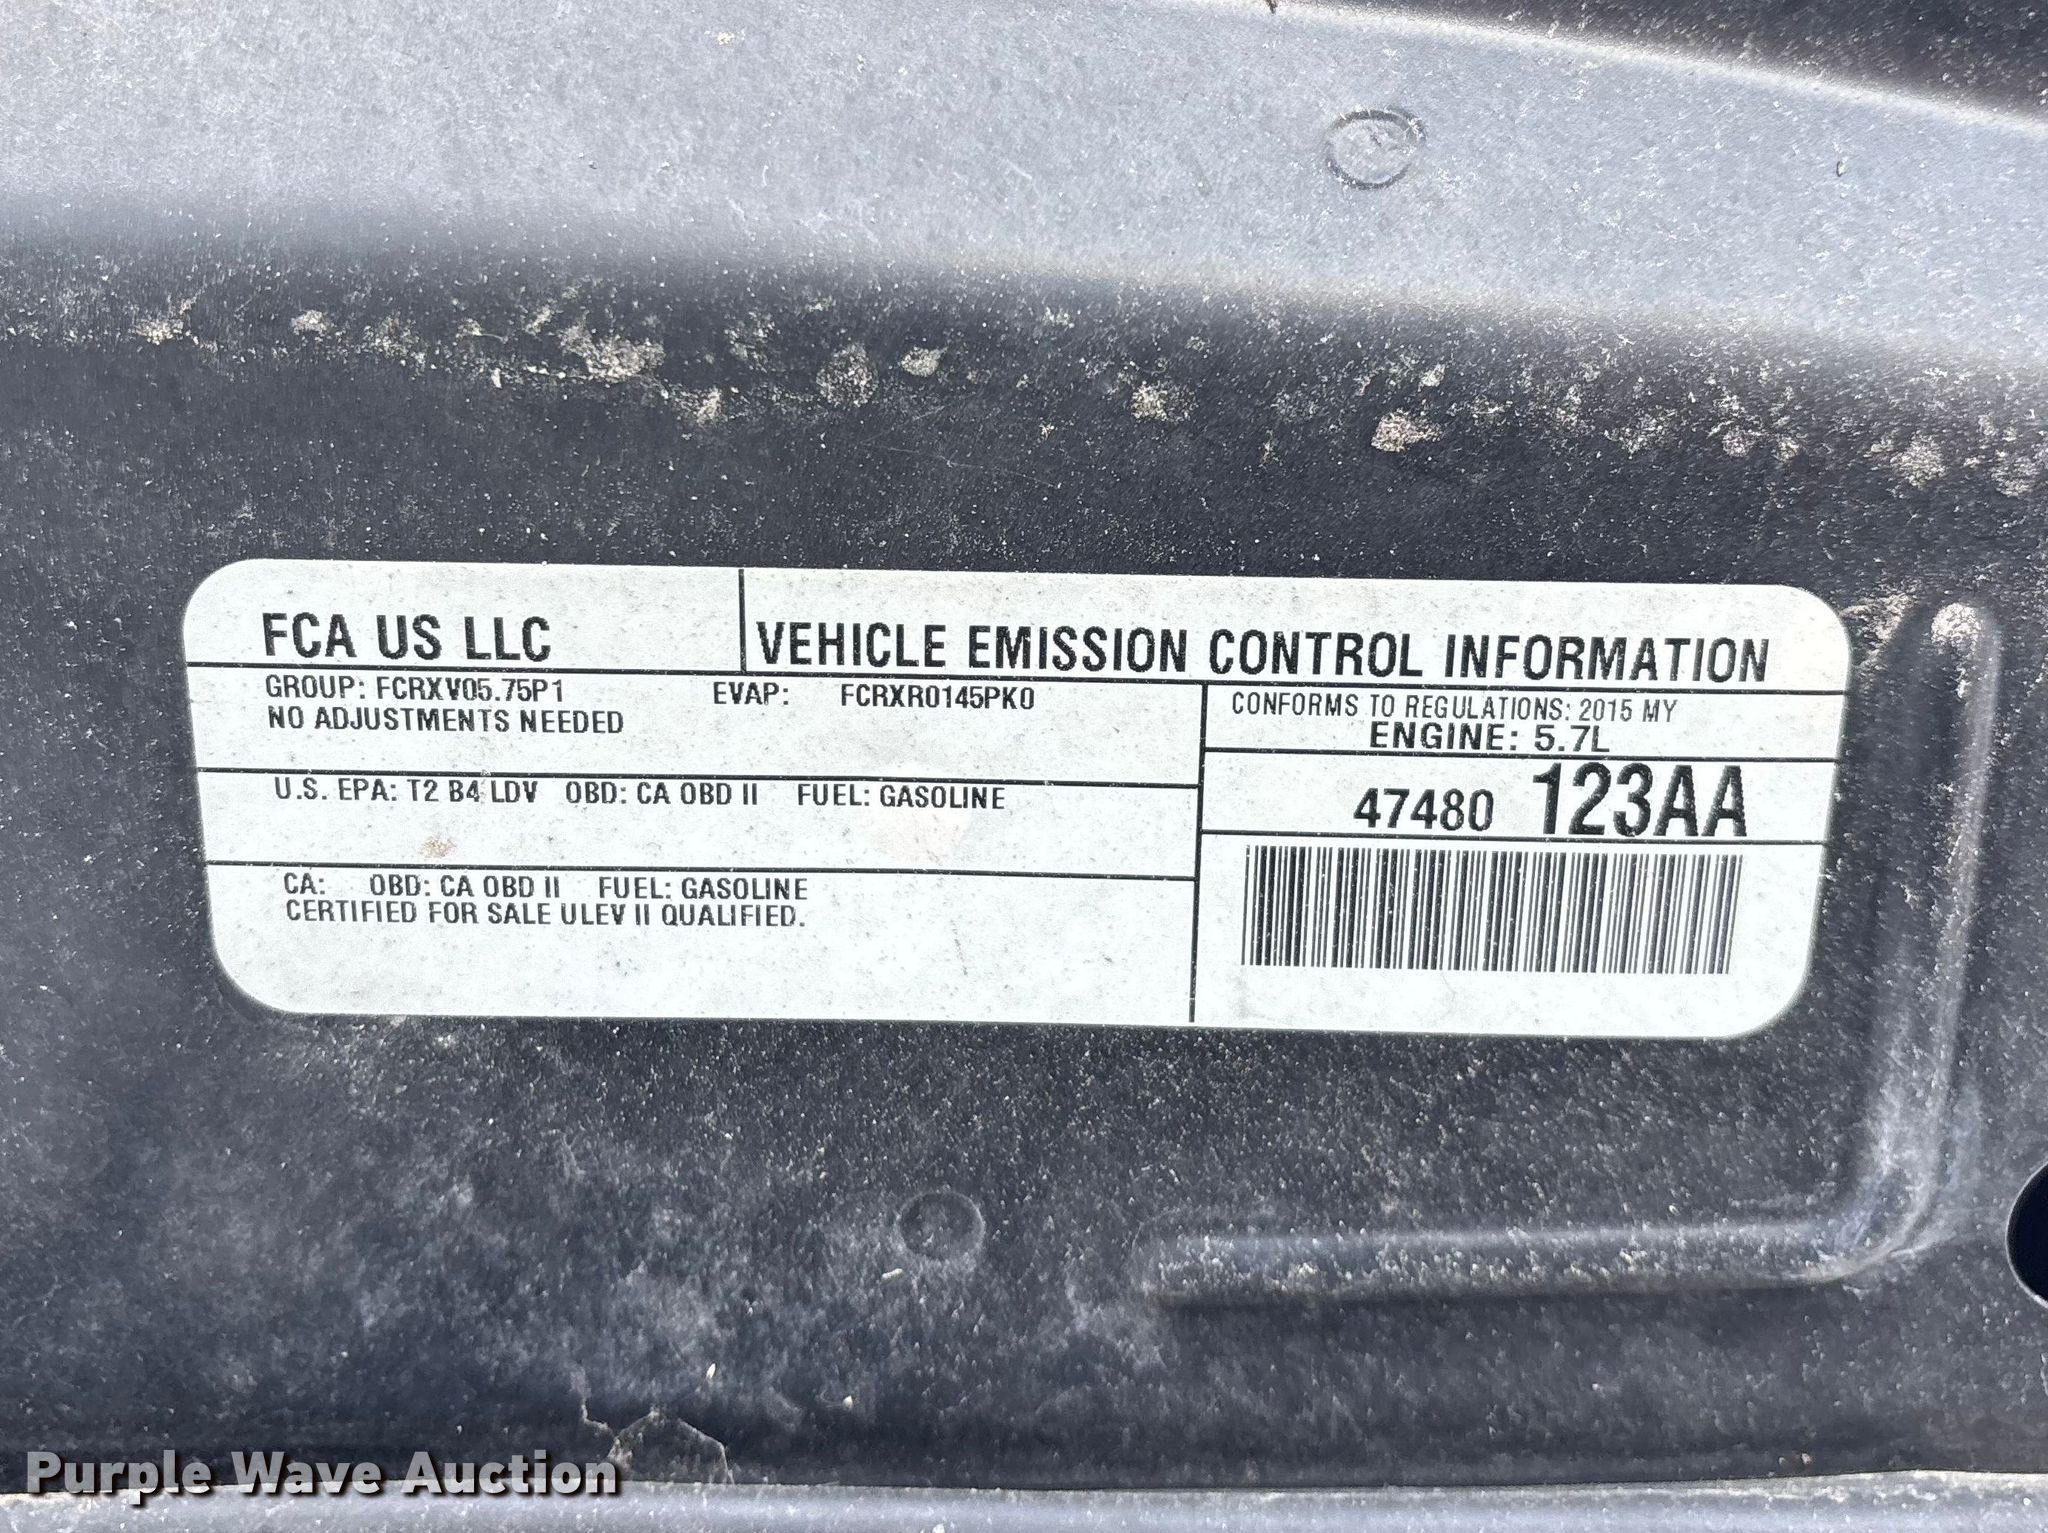 FCA US LLC
VEHICLE EMISSION CONTROL INFORMATION
GROUP: FCRXV05.75P1 EVAP: FCRXR0145PK0
NO ADJUSTMENTS NEEDED
CONFORMS TO REGULATIONS: 2015 MY
ENGINE: 5.7L
U.S. EPA: T2 B4 LDV OBD: CA OBD II FUEL: GASOLINE
47480 123AA
CA: OBD: CA OBD II FUEL: GASOLINE
CERTIFIED FOR SALE ULEV II QUALIFIED.
Purple Wave Auction